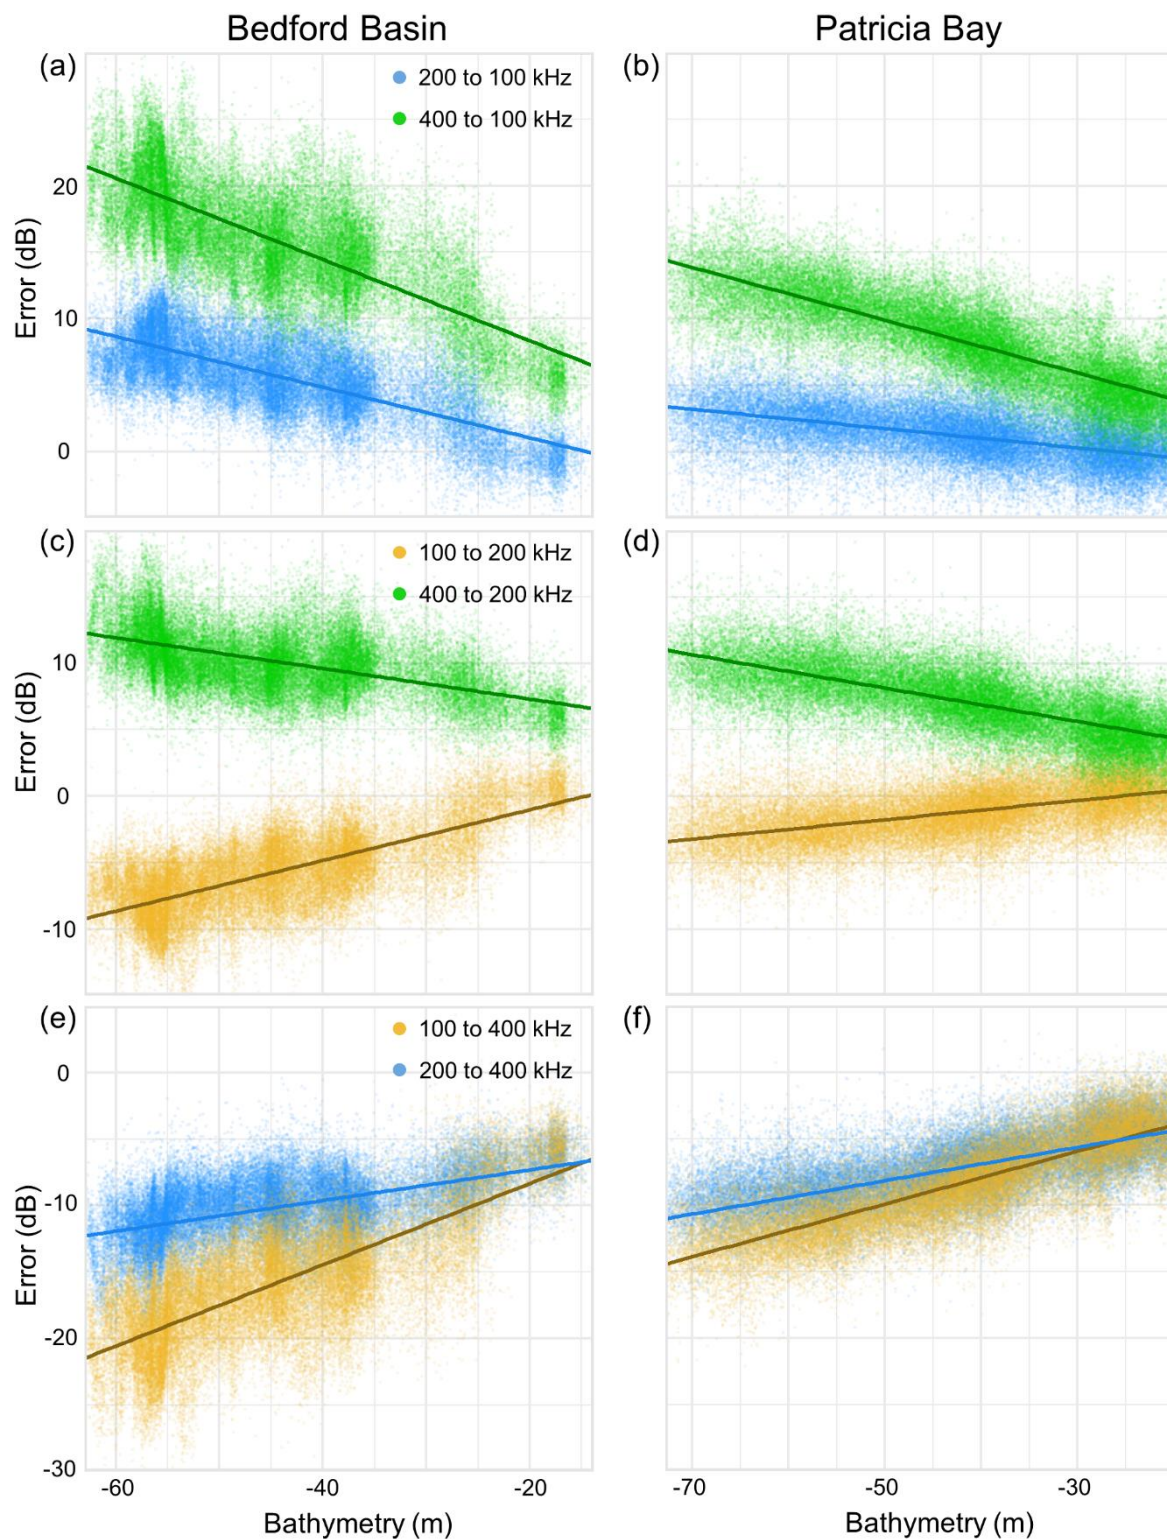 Bedford Basin
Patricia Bay
(a)
200 to 100 kHz
400 to 100 kHz
20
10
0
Error (dB)
(b)
(c)
100 to 200 kHz
400 to 200 kHz
10
0
-10
Error (dB)
(d)
(e)
100 to 400 kHz
200 to 400 kHz
0
-10
-20
-30
Error (dB)
(f)
-60 -40 -20
Bathymetry (m)
-70 -50 -30
Bathymetry (m)